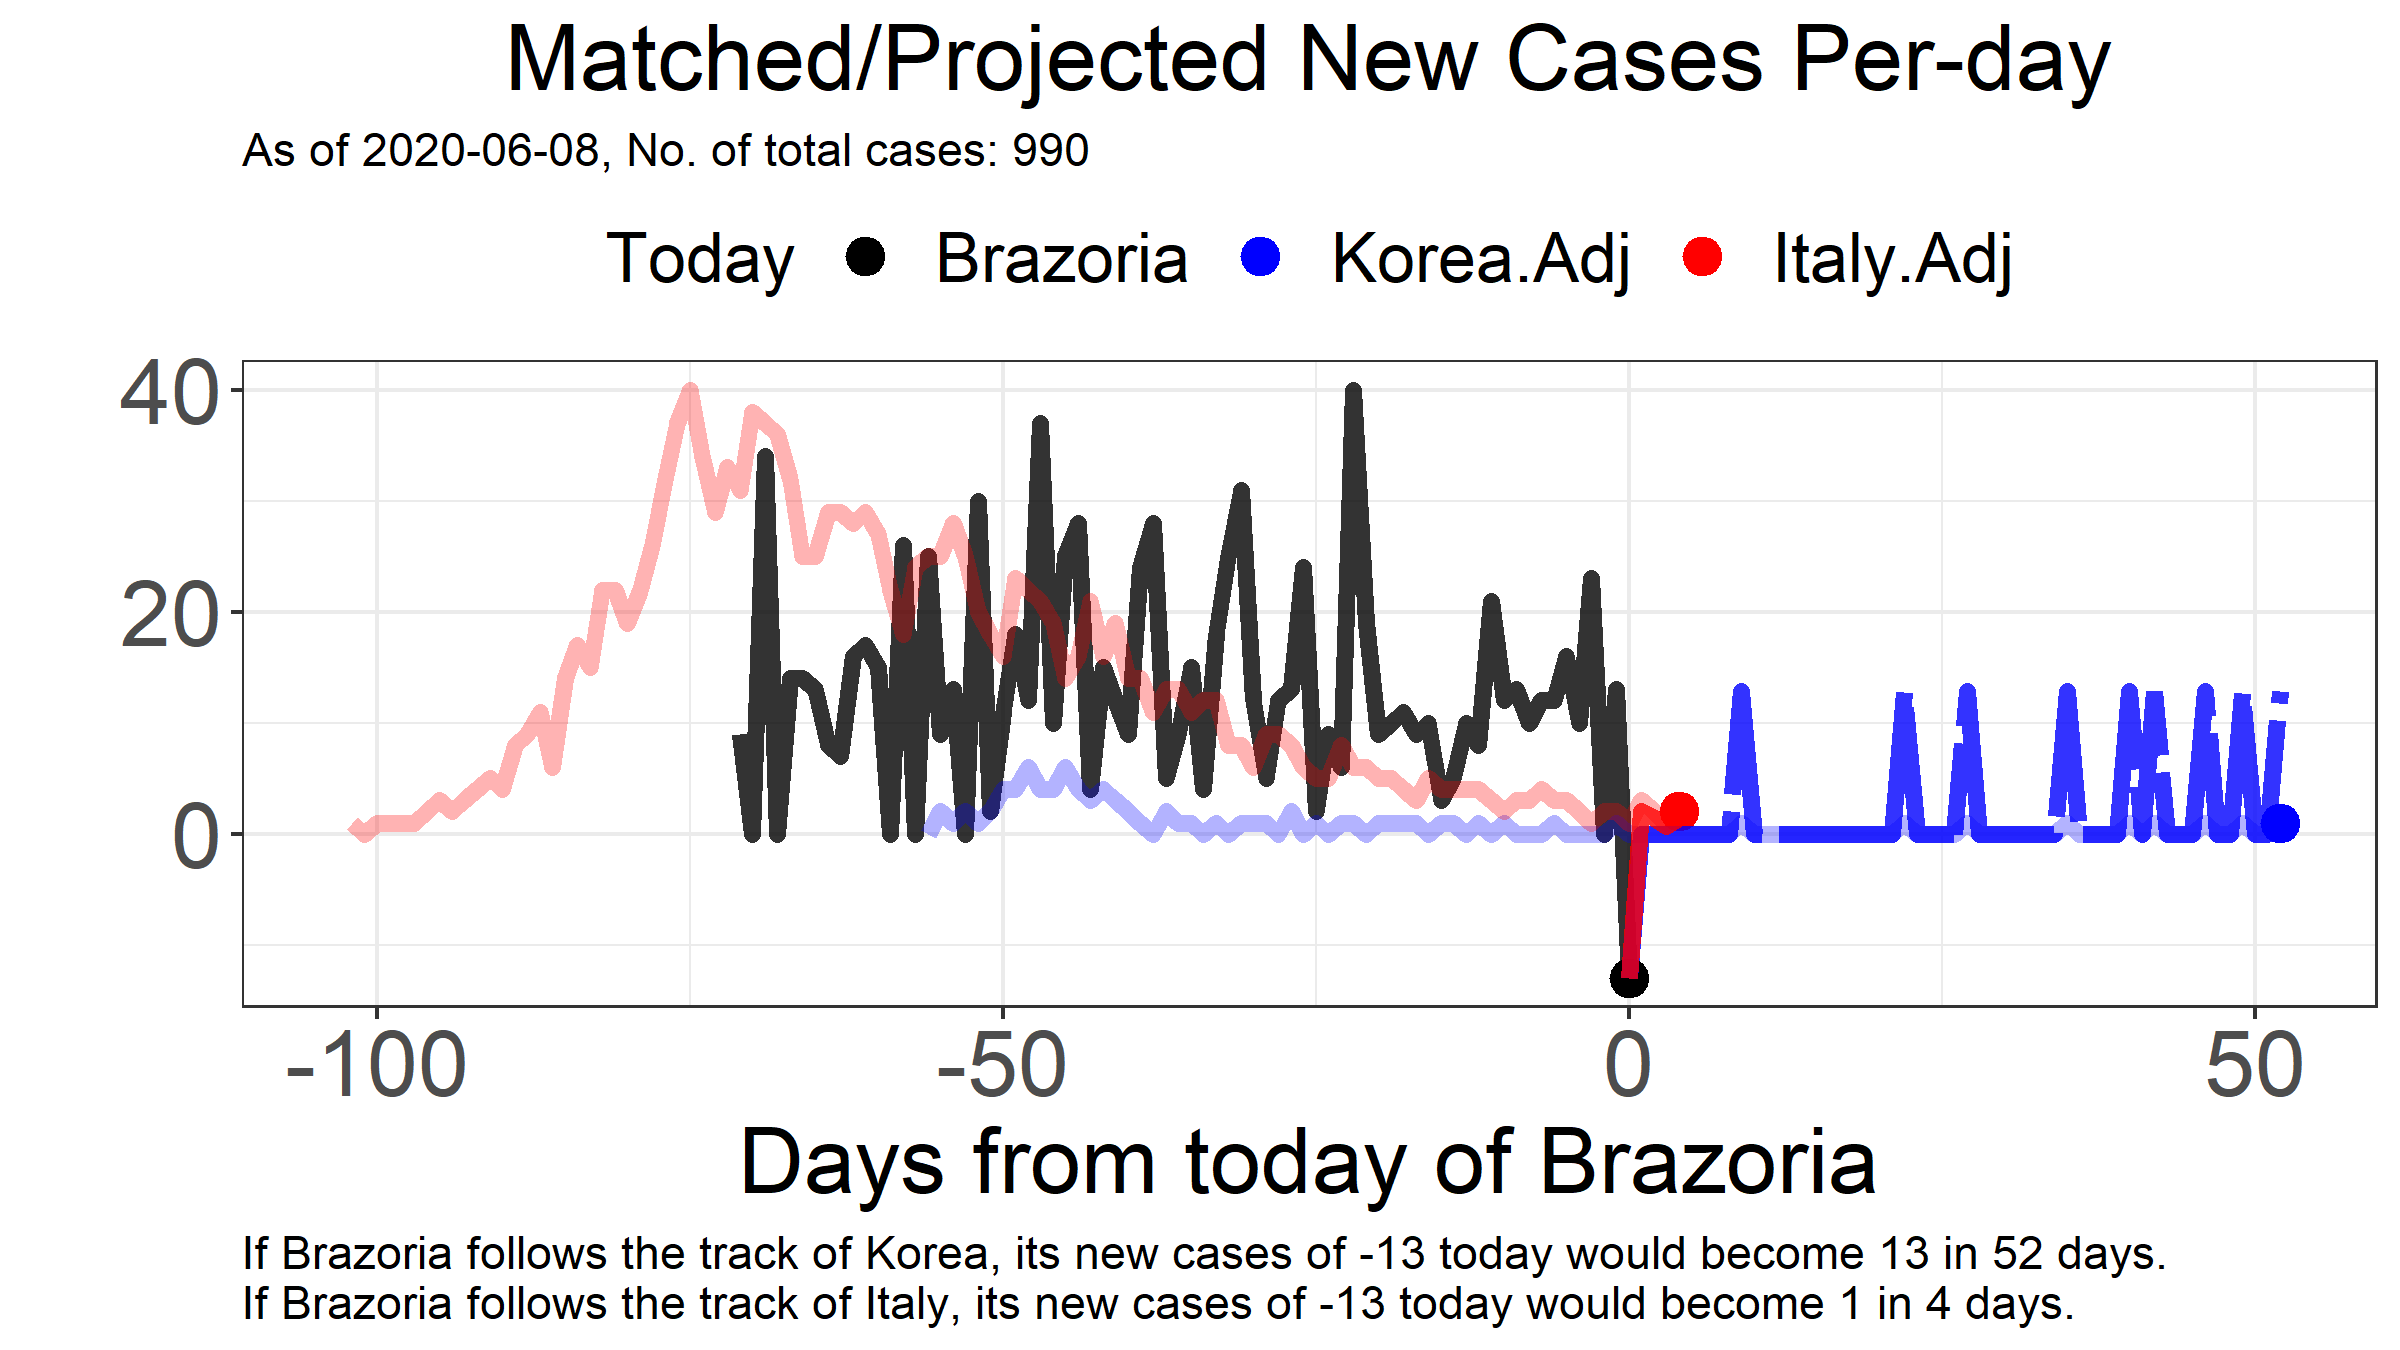 Matched/Projected New Cases Per-day
As of 2020-06-08, No. of total cases: 990
Today Brazoria Korea.Adj Italy.Adj
40
20
0
-100 -50 0 50
Days from today of Brazoria
If Brazoria follows the track of Korea, its new cases of -13 today would become 13 in 52 days.
If Brazoria follows the track of Italy, its new cases of -13 today would become 1 in 4 days.